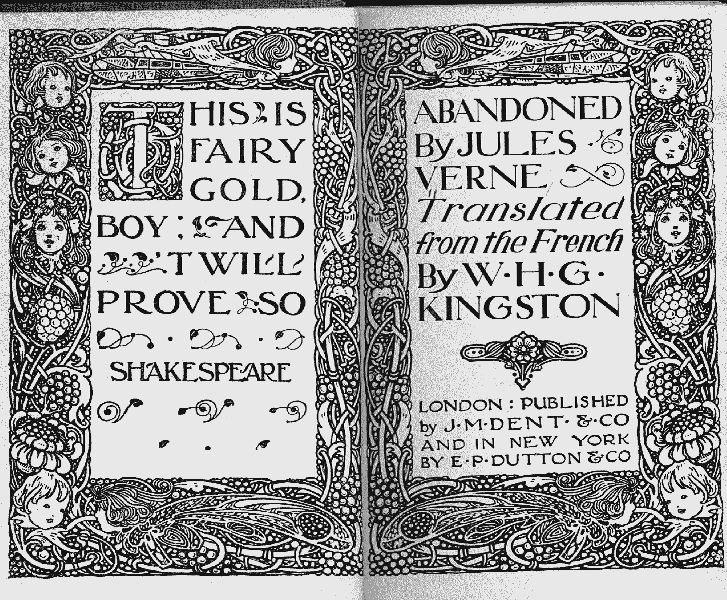 THIS IS
FAIRY
GOLD,
BOY; AND
'T WILL
PROVE SO
SHAKESPEARE
ABANDONED
By JULES
VERNE
Translated
from the French
By W·H·G·
KINGSTON
LONDON: PUBLISHED
by J·M·DENT· &·CO
AND IN NEW YORK
BY E·P·DUTTON & CO